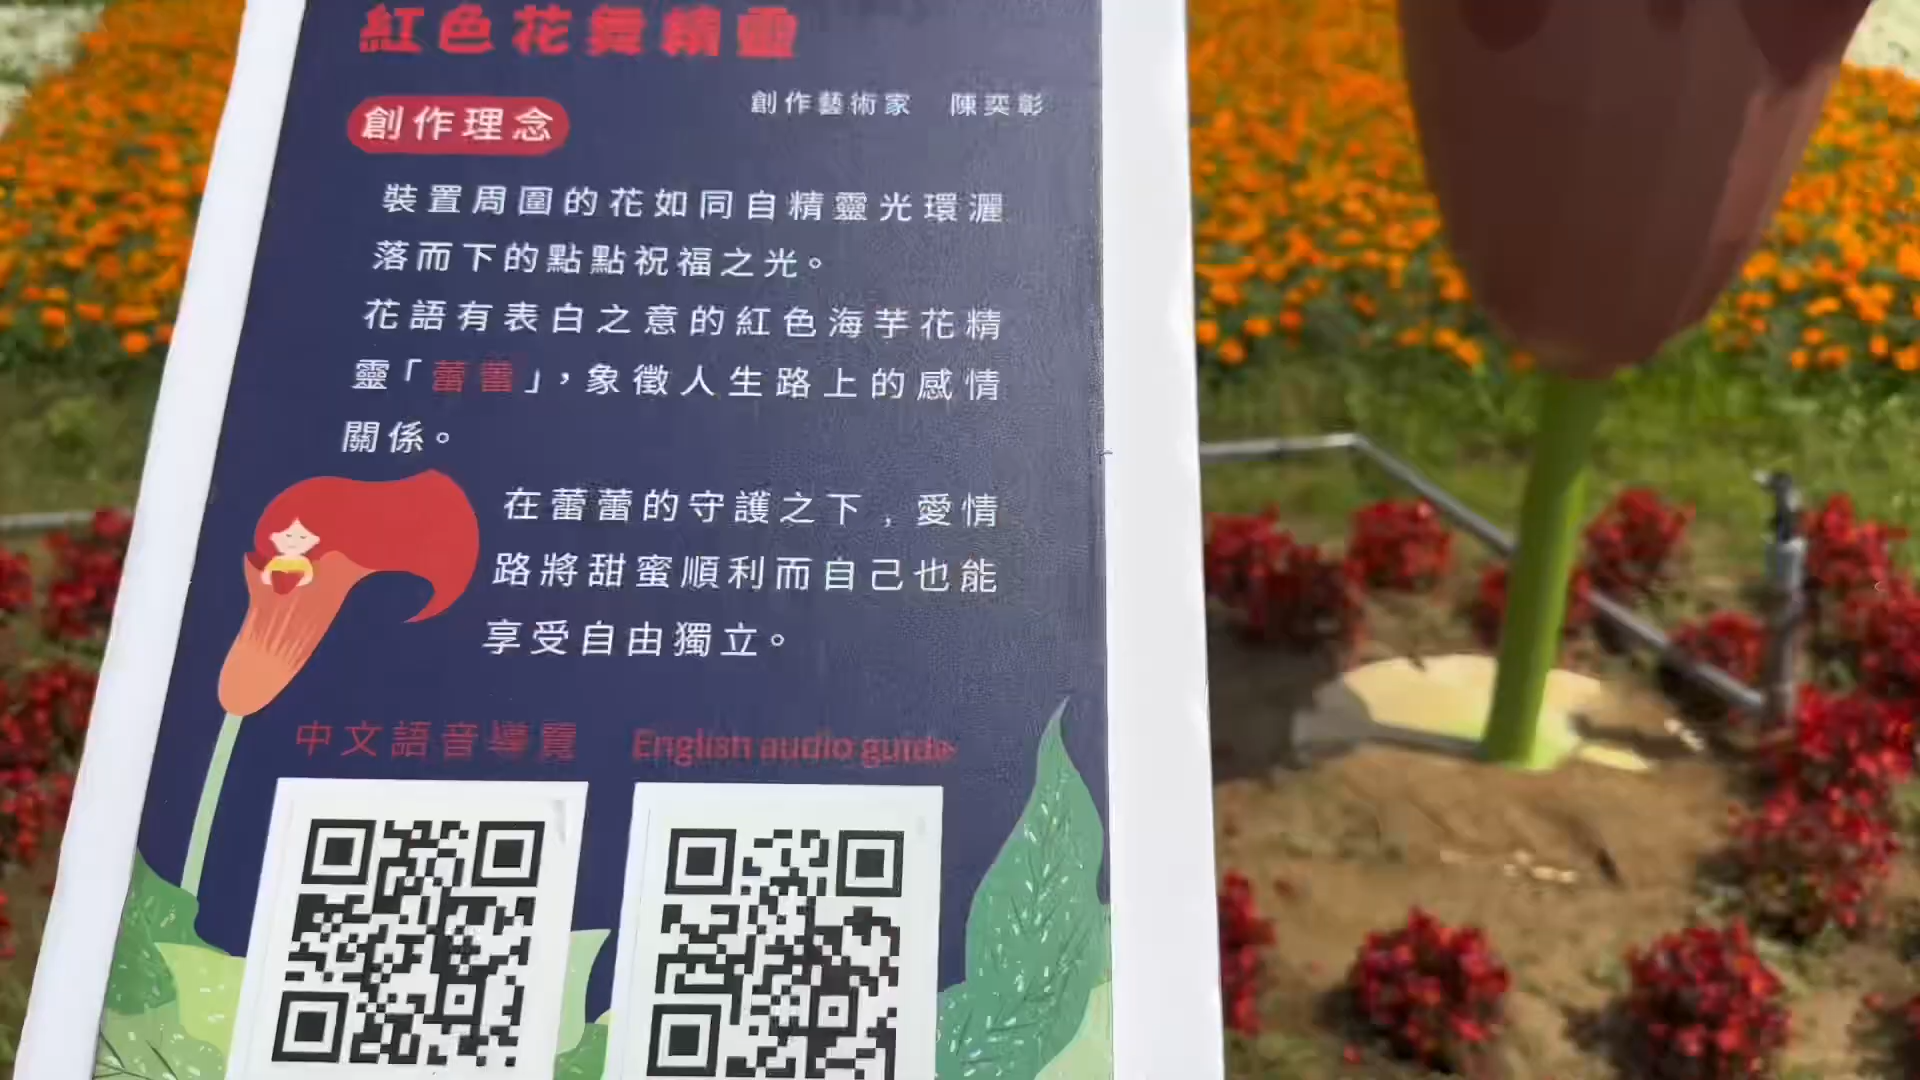 紅色花舞精靈
創作藝術家 陳奕彰
創作理念
裝置周圍的花如同自精靈光環灑
落而下的點點祝福之光。
花語有表白之意的紅色海芋花精
靈「蕾蕾」,象徵人生路上的感情
關係。
在蕾蕾的守護之下,愛情
路將甜蜜順利而自己也能
享受自由獨立。
中文語音導覽
English audio guide